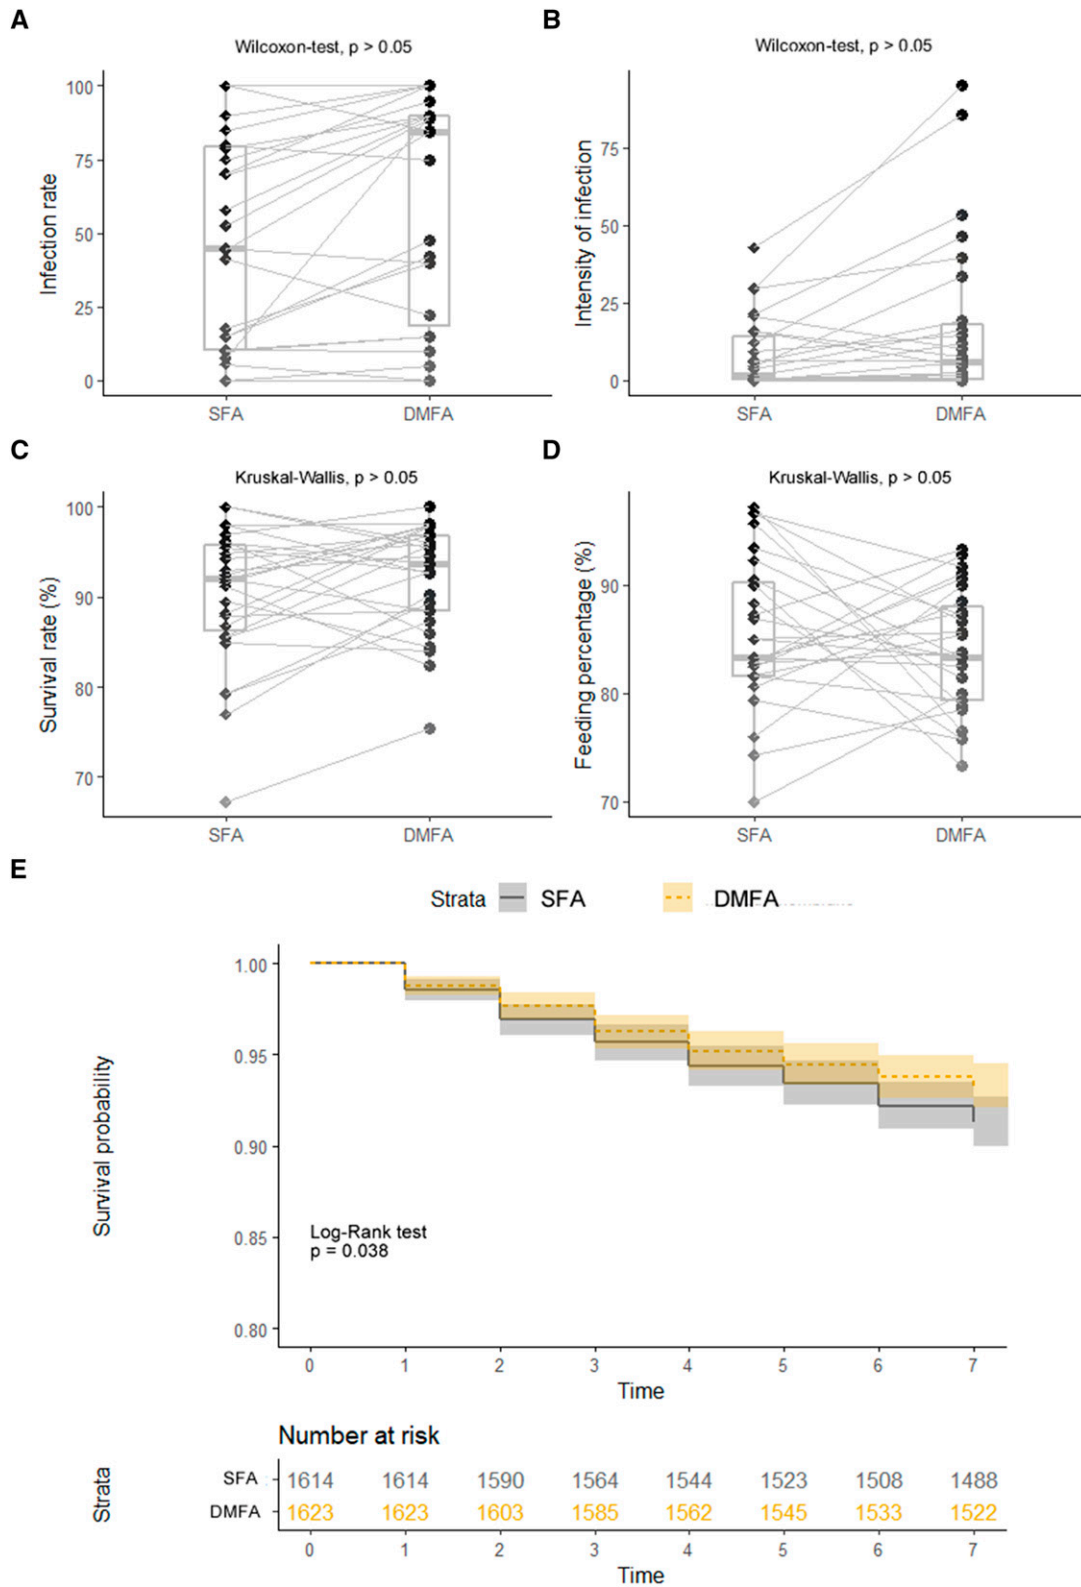 A
Wilcoxon-test, p > 0.05
Infection rate
100
75
50
25
0
SFA DMFA
B
Wilcoxon-test, p > 0.05
Intensity of infection
75
50
25
0
SFA DMFA
C
Kruskal-Wallis, p > 0.05
Survival rate (%)
100
90
80
70
SFA DMFA
D
Kruskal-Wallis, p > 0.05
Feeding percentage (%)
90
80
70
SFA DMFA
E
Strata SFA DMFA
Survival probability
1.00
0.95
0.90
0.85
0.80
Log-Rank test
p = 0.038
0 1 2 3 4 5 6 7
Time
Number at risk
Strata
SFA 1614 1614 1590 1564 1544 1523 1508 1488
DMFA 1623 1623 1603 1585 1562 1545 1533 1522
0 1 2 3 4 5 6 7
Time